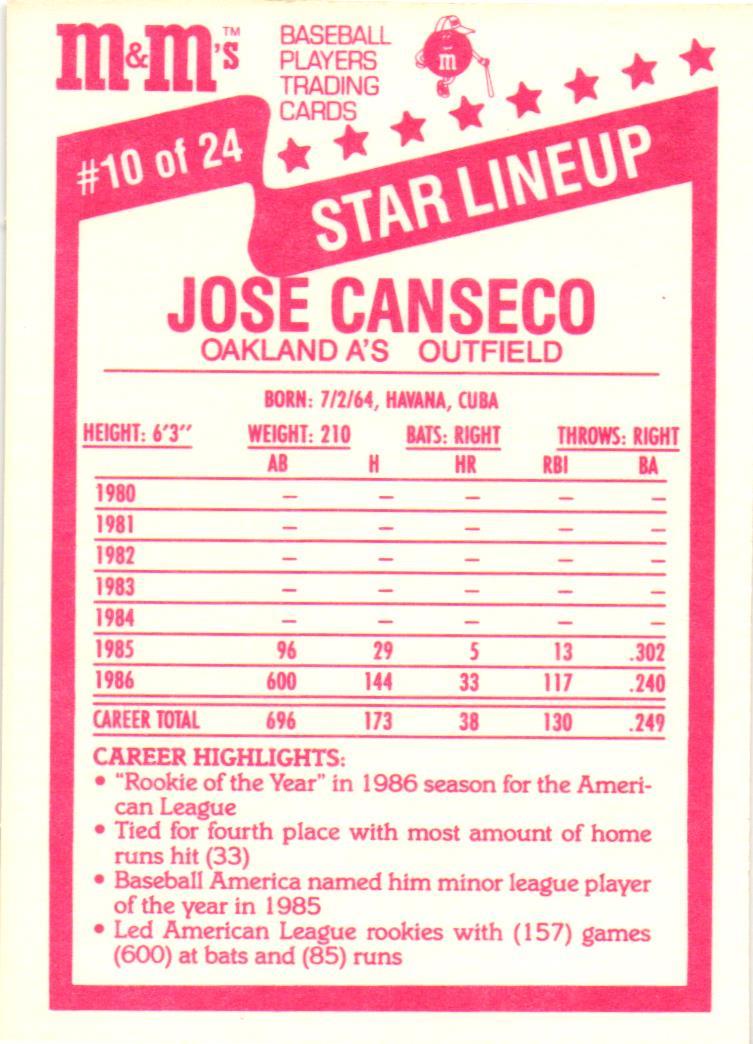 m&m's™
BASEBALL
PLAYERS
TRADING
CARDS
m
#10 of 24
STAR LINEUP
JOSE CANSECO
OAKLAND A'S OUTFIELD
BORN: 7/2/64, HAVANA, CUBA
HEIGHT: 6'3" WEIGHT: 210 BATS: RIGHT THROWS: RIGHT
AB H HR RBI BA
1980 – – – – –
1981 – – – – –
1982 – – – – –
1983 – – – – –
1984 – – – – –
1985 96 29 5 13 .302
1986 600 144 33 117 .240
CAREER TOTAL 696 173 38 130 .249
CAREER HIGHLIGHTS:
• "Rookie of the Year" in 1986 season for the Ameri-
can League
• Tied for fourth place with most amount of home
runs hit (33)
• Baseball America named him minor league player
of the year in 1985
• Led American League rookies with (157) games
(600) at bats and (85) runs